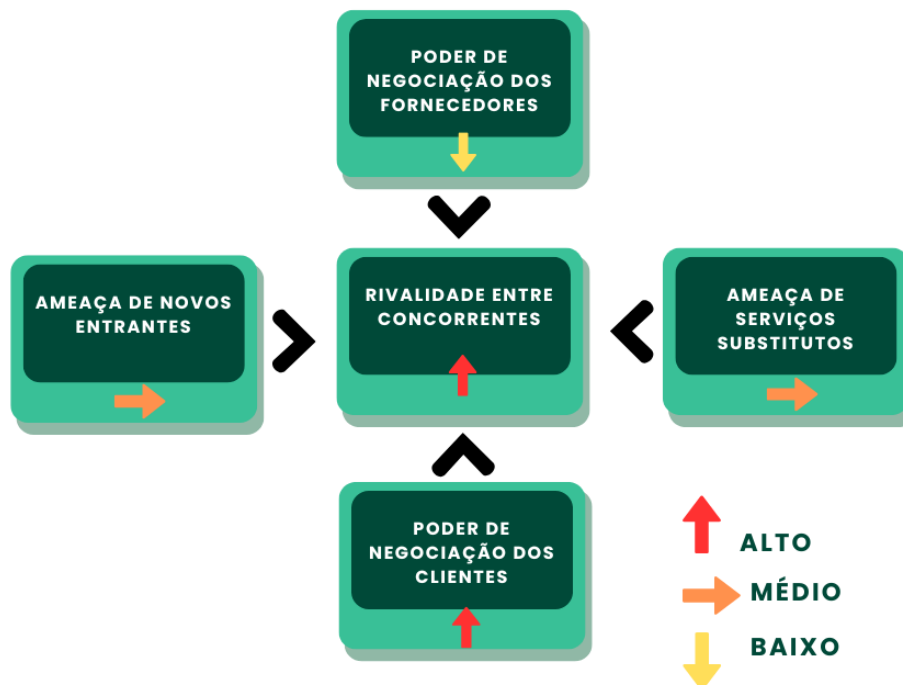 PODER DE
NEGOCIAÇÃO DOS
FORNECEDORES
AMEAÇA DE NOVOS
ENTRANTES
RIVALIDADE ENTRE
CONCORRENTES
AMEAÇA DE
SERVIÇOS
SUBSTITUTOS
PODER DE
NEGOCIAÇÃO DOS
CLIENTES
ALTO
MÉDIO
BAIXO